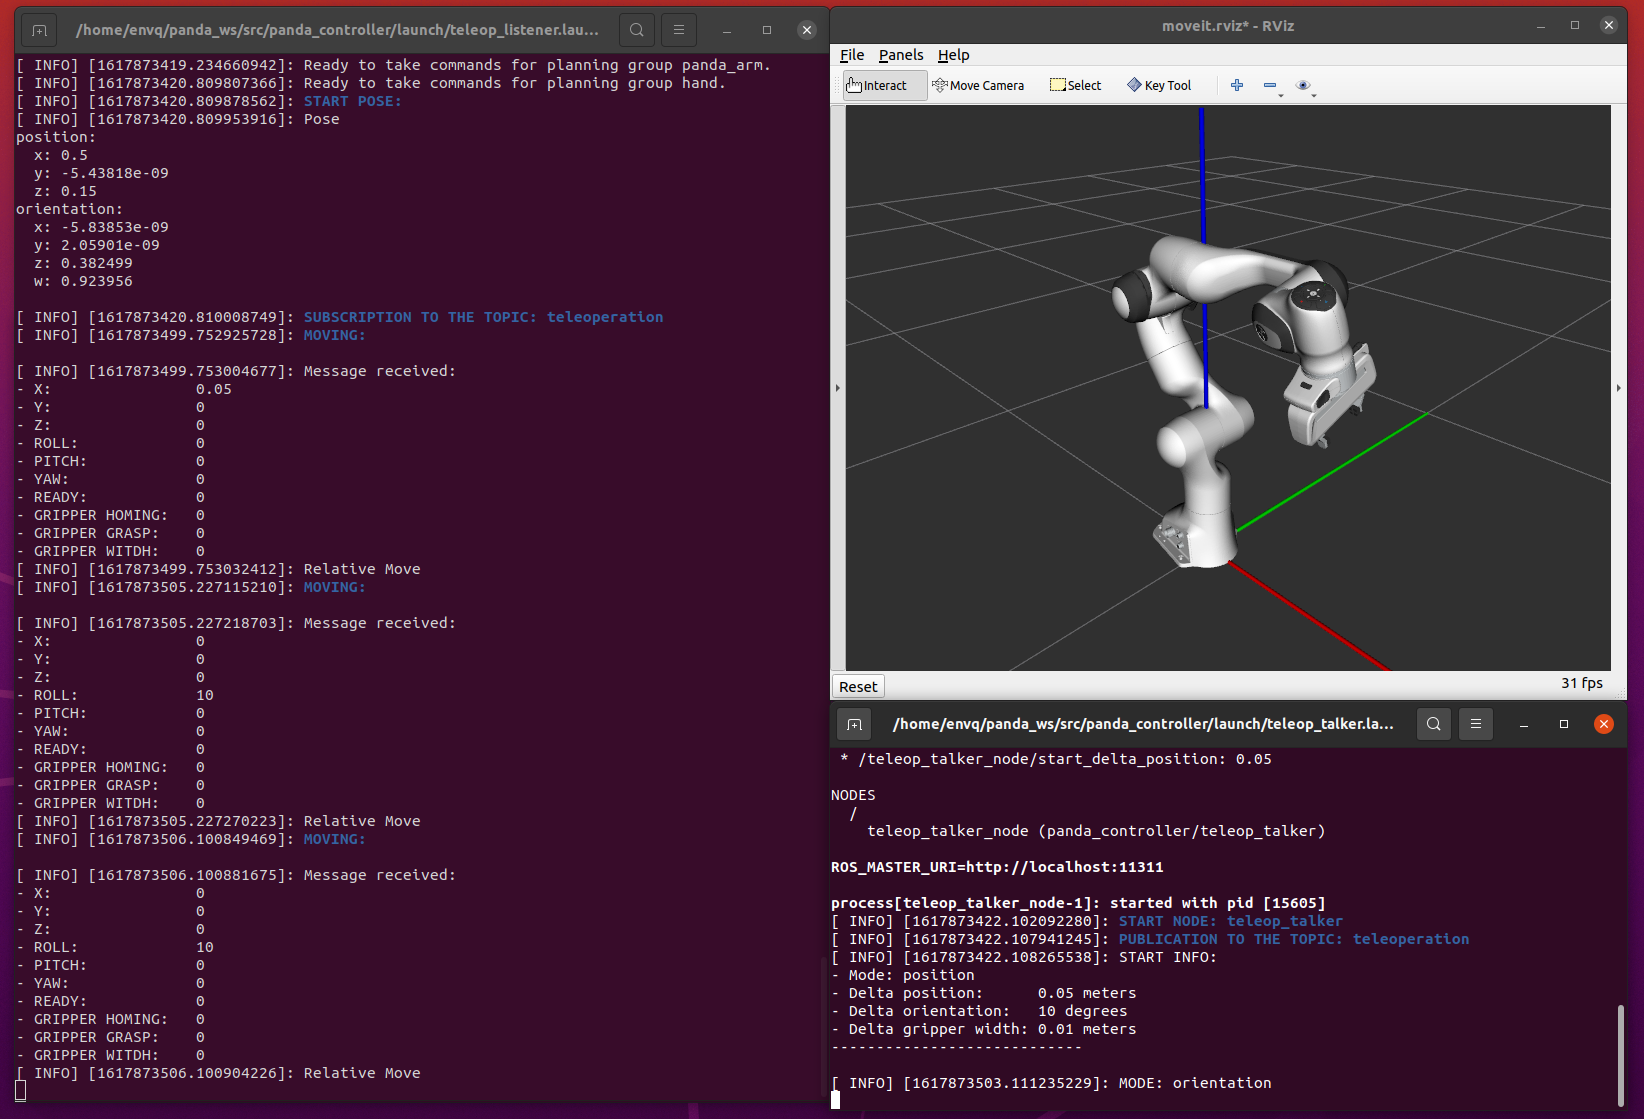 /home/envq/panda_ws/src/panda_controller/launch/teleop_listener.lau...
[ INFO] [1617873419.234660942]: Ready to take commands for planning group panda_arm.
[ INFO] [1617873420.809807366]: Ready to take commands for planning group hand.
[ INFO] [1617873420.809878562]: START POSE:
[ INFO] [1617873420.809953916]: Pose
position:
  x: 0.5
  y: -5.43818e-09
  z: 0.15
orientation:
  x: -5.83853e-09
  y: 2.05901e-09
  z: 0.382499
  w: 0.923956
[ INFO] [1617873420.810008749]: SUBSCRIPTION TO THE TOPIC: teleoperation
[ INFO] [1617873499.752925728]: MOVING:
[ INFO] [1617873499.753004677]: Message received:
- X:             0.05
- Y:             0
- Z:             0
- ROLL:          0
- PITCH:         0
- YAW:           0
- READY:         0
- GRIPPER HOMING:   0
- GRIPPER GRASP:    0
- GRIPPER WITDH:    0
[ INFO] [1617873499.753032412]: Relative Move
[ INFO] [1617873505.227115210]: MOVING:
[ INFO] [1617873505.227218703]: Message received:
- X:             0
- Y:             0
- Z:             0
- ROLL:          10
- PITCH:         0
- YAW:           0
- READY:         0
- GRIPPER HOMING:   0
- GRIPPER GRASP:    0
- GRIPPER WITDH:    0
[ INFO] [1617873505.227270223]: Relative Move
[ INFO] [1617873506.100849469]: MOVING:
[ INFO] [1617873506.100881675]: Message received:
- X:             0
- Y:             0
- Z:             0
- ROLL:          10
- PITCH:         0
- YAW:           0
- READY:         0
- GRIPPER HOMING:   0
- GRIPPER GRASP:    0
- GRIPPER WITDH:    0
[ INFO] [1617873506.100904226]: Relative Move
moveit.rviz* - RViz
File Panels Help
Interact Move Camera Select Key Tool
Reset 31 fps
/home/envq/panda_ws/src/panda_controller/launch/teleop_talker.la...
 * /teleop_talker_node/start_delta_position: 0.05
NODES
  /
    teleop_talker_node (panda_controller/teleop_talker)
ROS_MASTER_URI=http://localhost:11311
process[teleop_talker_node-1]: started with pid [15605]
[ INFO] [1617873422.102092280]: START NODE: teleop_talker
[ INFO] [1617873422.107941245]: PUBLICATION TO THE TOPIC: teleoperation
[ INFO] [1617873422.108265538]: START INFO:
- Mode: position
- Delta position:      0.05 meters
- Delta orientation:   10 degrees
- Delta gripper width: 0.01 meters
----------------------------
[ INFO] [1617873503.111235229]: MODE: orientation